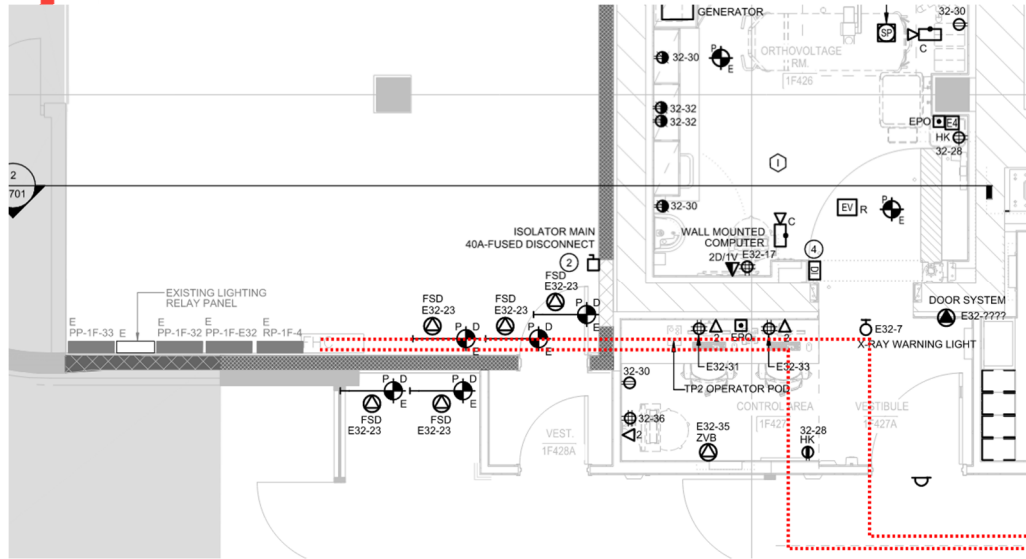 GENERATOR
32-30
SP
C
P
E
32-30
ORTHOVOLTAGE
RM.
1F426
32-32
32-32
EPO
E4
HK
32-28
2
701
I
32-30
EV R
P
E
C
WALL MOUNTED
COMPUTER
2D/1V
E32-17
4
ISOLATOR MAIN
40A-FUSED DISCONNECT
2
FSD
E32-23
EXISTING LIGHTING
RELAY PANEL
FSD
E32-23
FSD
E32-23
P D
E
DOOR SYSTEM
E32-????
E
PP-1F-33
E
E
PP-1F-32
E
PP-1F-E32
E
RP-1F-4
P D
E
P D
E
2
EPO
2
E32-7
X-RAY WARNING LIGHT
E32-31
E32-33
32-30
TP2 OPERATOR POD
P D
E
P D
E
FSD
E32-23
FSD
E32-23
CONTROL AREA
1F427
VESTIBULE
1F427A
32-36
2
VEST.
1F428A
E32-35
ZVB
32-28
HK